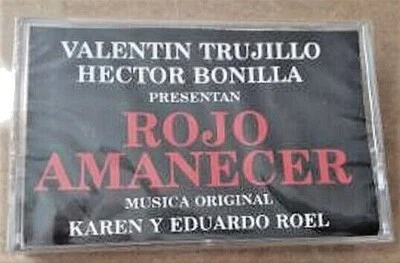 VALENTIN TRUJILLO
HECTOR BONILLA
PRESENTAN
ROJO
AMANECER
MUSICA ORIGINAL
KAREN Y EDUARDO ROEL